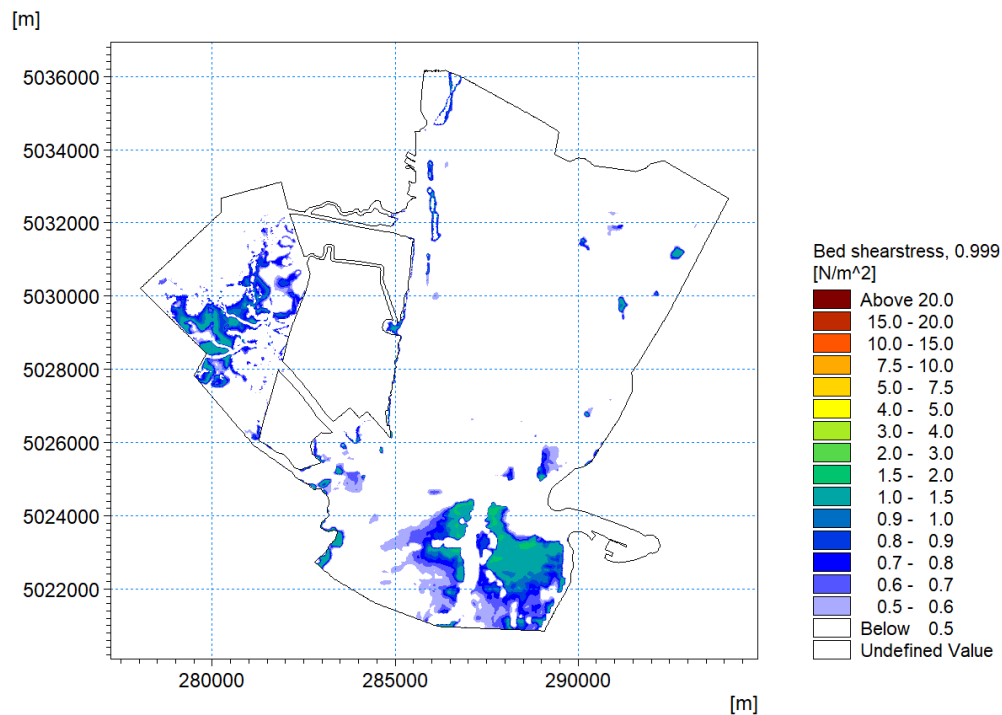 [m]
5036000
5034000
5032000
5030000
5028000
5026000
5024000
5022000
280000 285000 290000
[m]
Bed shearstress, 0.999
[N/m^2]
Above 20.0
15.0 - 20.0
10.0 - 15.0
7.5 - 10.0
5.0 - 7.5
4.0 - 5.0
3.0 - 4.0
2.0 - 3.0
1.5 - 2.0
1.0 - 1.5
0.9 - 1.0
0.8 - 0.9
0.7 - 0.8
0.6 - 0.7
0.5 - 0.6
Below 0.5
Undefined Value